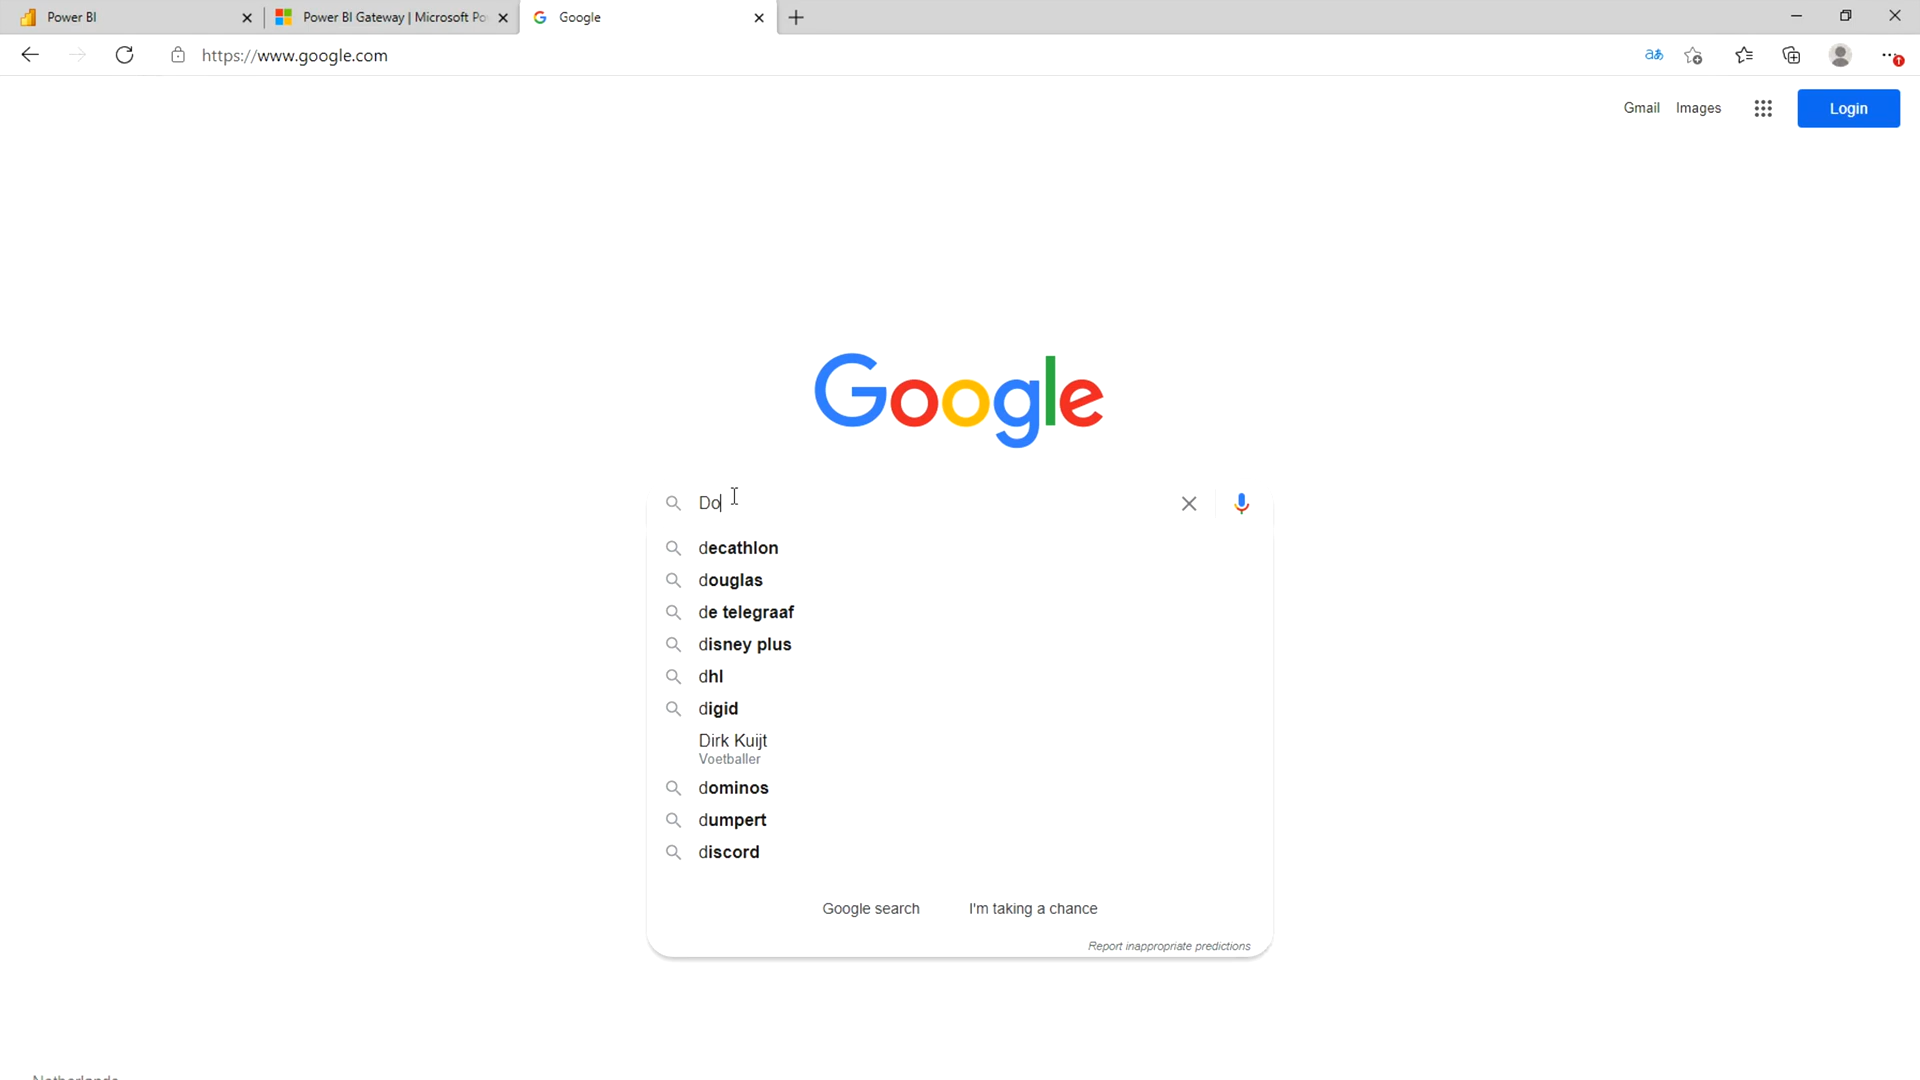 Power BI
Power BI Gateway | Microsoft Po
Google
https://www.google.com
aあ
Gmail
Images
Login
Google
Do
decathlon
douglas
de telegraaf
disney plus
dhl
digid
Dirk Kuijt
Voetballer
dominos
dumpert
discord
Google search
I'm taking a chance
Report inappropriate predictions